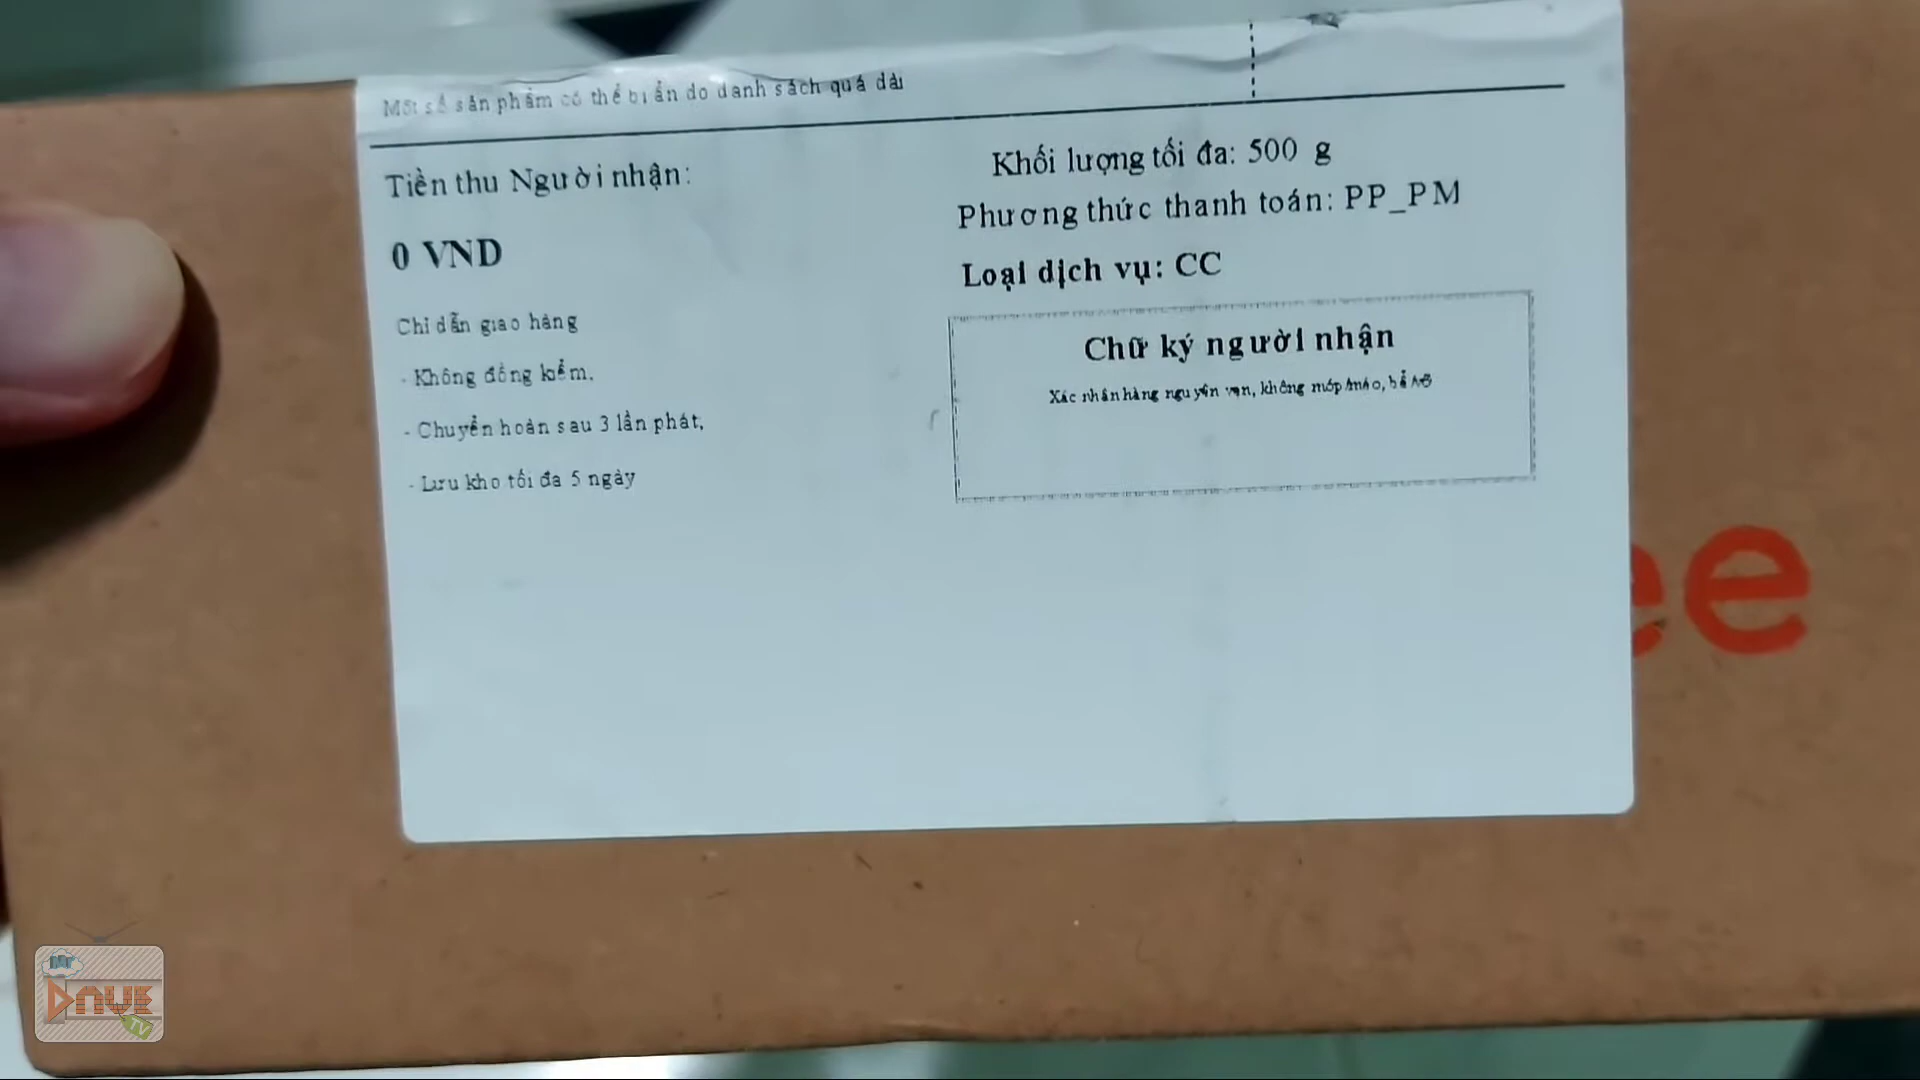 Một số sản phẩm có thể bị ẩn do danh sách quá dài
Tiền thu Người nhận:
0 VND
Chỉ dẫn giao hàng
- Không đồng kiểm.
- Chuyển hoàn sau 3 lần phát,
- Lưu kho tối đa 5 ngày
Khối lượng tối đa: 500 g
Phương thức thanh toán: PP_PM
Loại dịch vụ: CC
Chữ ký người nhận
Xác nhận hàng nguyên vẹn, không móp/méo, bể/vỡ
ee
Mr
DAVE
TV